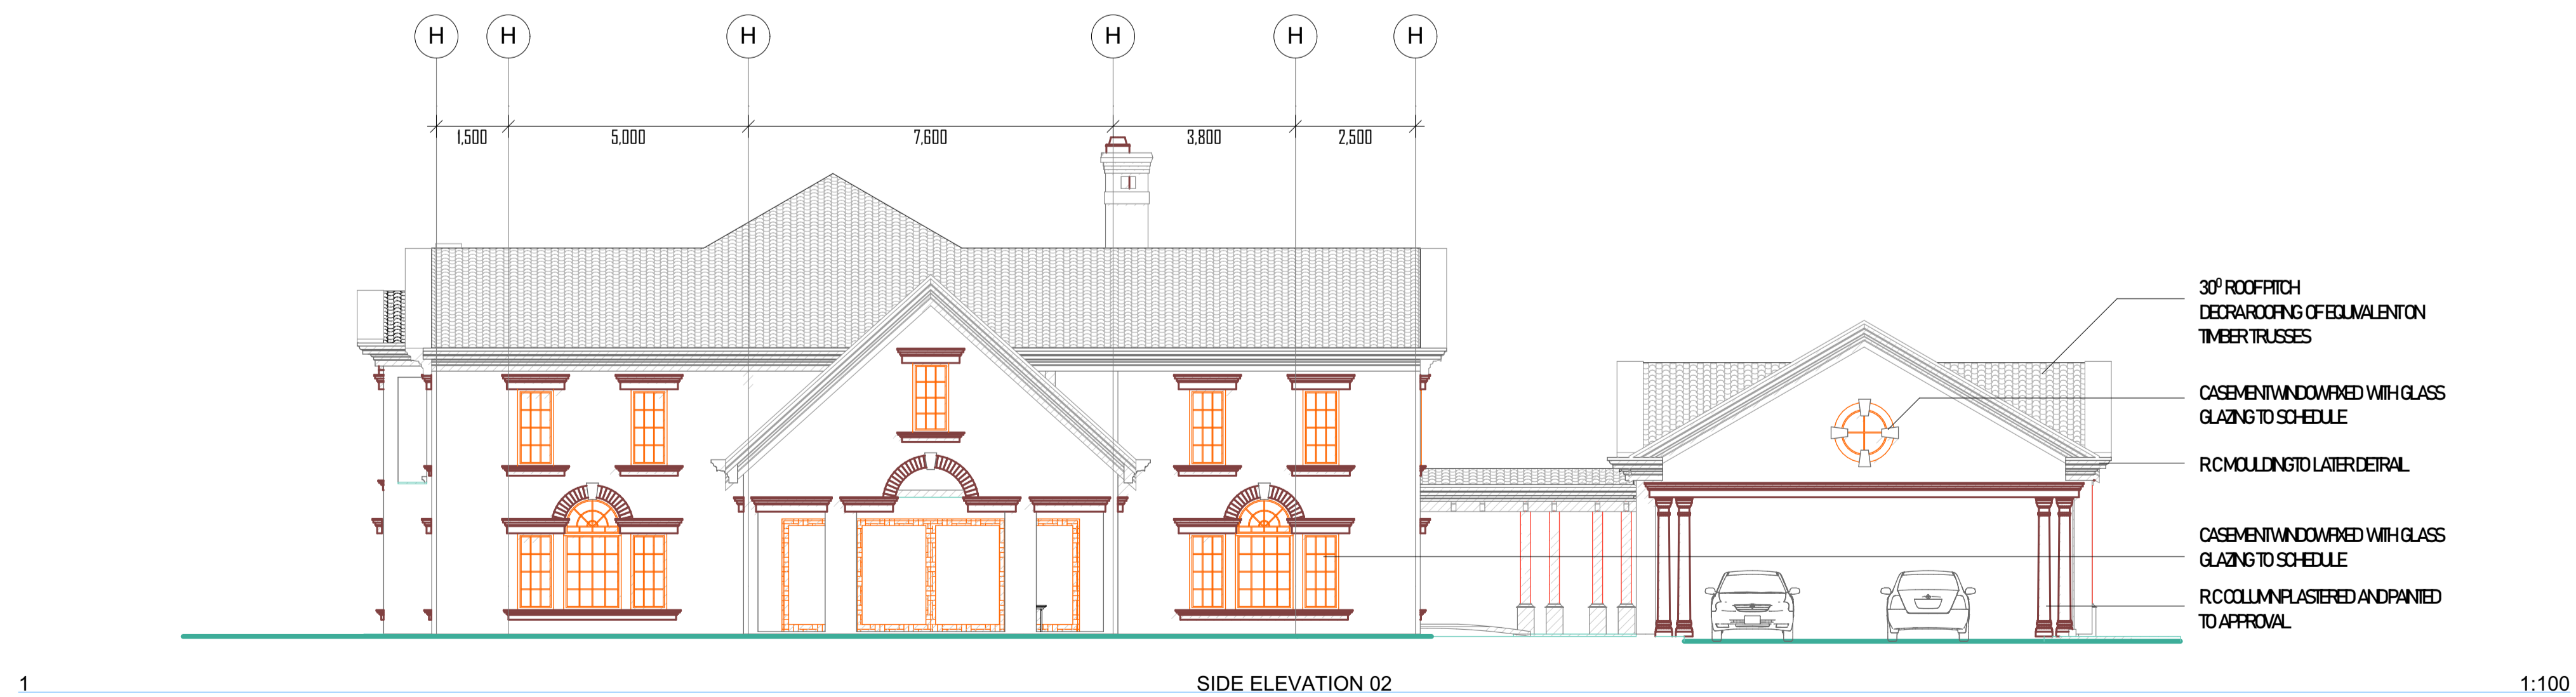 H H H H H H
1,500 5,000 7,600 3,800 2,500
30⁰ ROOF PITCH
DECRA ROOFING OF EQUIVALENT ON
TIMBER TRUSSES
CASEMENT WINDOW FIXED WITH GLASS
GLAZING TO SCHEDULE
R C MOULDING TO LATER DETRAIL
CASEMENT WINDOW FIXED WITH GLASS
GLAZING TO SCHEDULE
R C COLUMN PLASTERED AND PAINTED
TO APPROVAL
1 SIDE ELEVATION 02 1:100